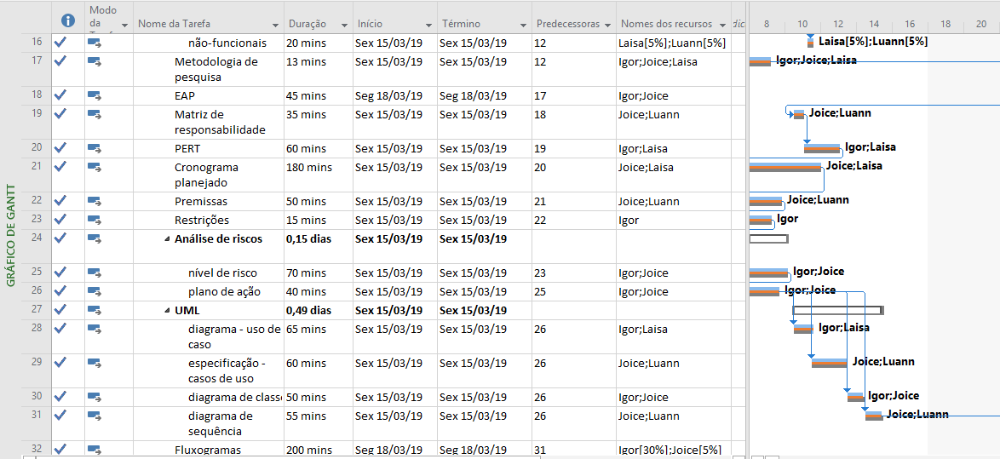 Modo
da
Nome da Tarefa Duração Início Término Predecessoras Nomes dos recursos 8 10 12 14 16 18 20
16 não-funcionais 20 mins Sex 15/03/19 Sex 15/03/19 12 Laisa[5%];Luann[5%] Laisa[5%];Luann[5%]
17 Metodologia de 13 mins Sex 15/03/19 Sex 15/03/19 12 Igor;Joice;Laisa Igor;Joice;Laisa
pesquisa
18 EAP 45 mins Seg 18/03/19 Seg 18/03/19 17 Igor;Joice
19 Matriz de 35 mins Sex 15/03/19 Sex 15/03/19 18 Joice;Luann Joice;Luann
responsabilidade
20 PERT 60 mins Sex 15/03/19 Sex 15/03/19 19 Igor;Laisa Igor;Laisa
21 Cronograma 180 mins Sex 15/03/19 Sex 15/03/19 20 Joice;Laisa Joice;Laisa
planejado
22 Premissas 50 mins Sex 15/03/19 Sex 15/03/19 21 Joice;Luann Joice;Luann
23 Restrições 15 mins Sex 15/03/19 Sex 15/03/19 22 Igor Igor
24 Análise de riscos 0,15 dias Sex 15/03/19 Sex 15/03/19
25 nível de risco 70 mins Sex 15/03/19 Sex 15/03/19 23 Igor;Joice Igor;Joice
26 plano de ação 40 mins Sex 15/03/19 Sex 15/03/19 25 Igor;Joice Igor;Joice
27 UML 0,49 dias Sex 15/03/19 Sex 15/03/19
28 diagrama - uso de 65 mins Sex 15/03/19 Sex 15/03/19 26 Igor;Laisa Igor;Laisa
caso
29 especificação - 60 mins Sex 15/03/19 Sex 15/03/19 26 Joice;Luann Joice;Luann
casos de uso
30 diagrama de classe 50 mins Sex 15/03/19 Sex 15/03/19 26 Igor;Joice Igor;Joice
31 diagrama de 55 mins Sex 15/03/19 Sex 15/03/19 26 Joice;Luann Joice;Luann
sequência
32 Fluxogramas 200 mins Seg 18/03/19 Seg 18/03/19 31 Igor[30%];Joice[5%]
GRÁFICO DE GANTT